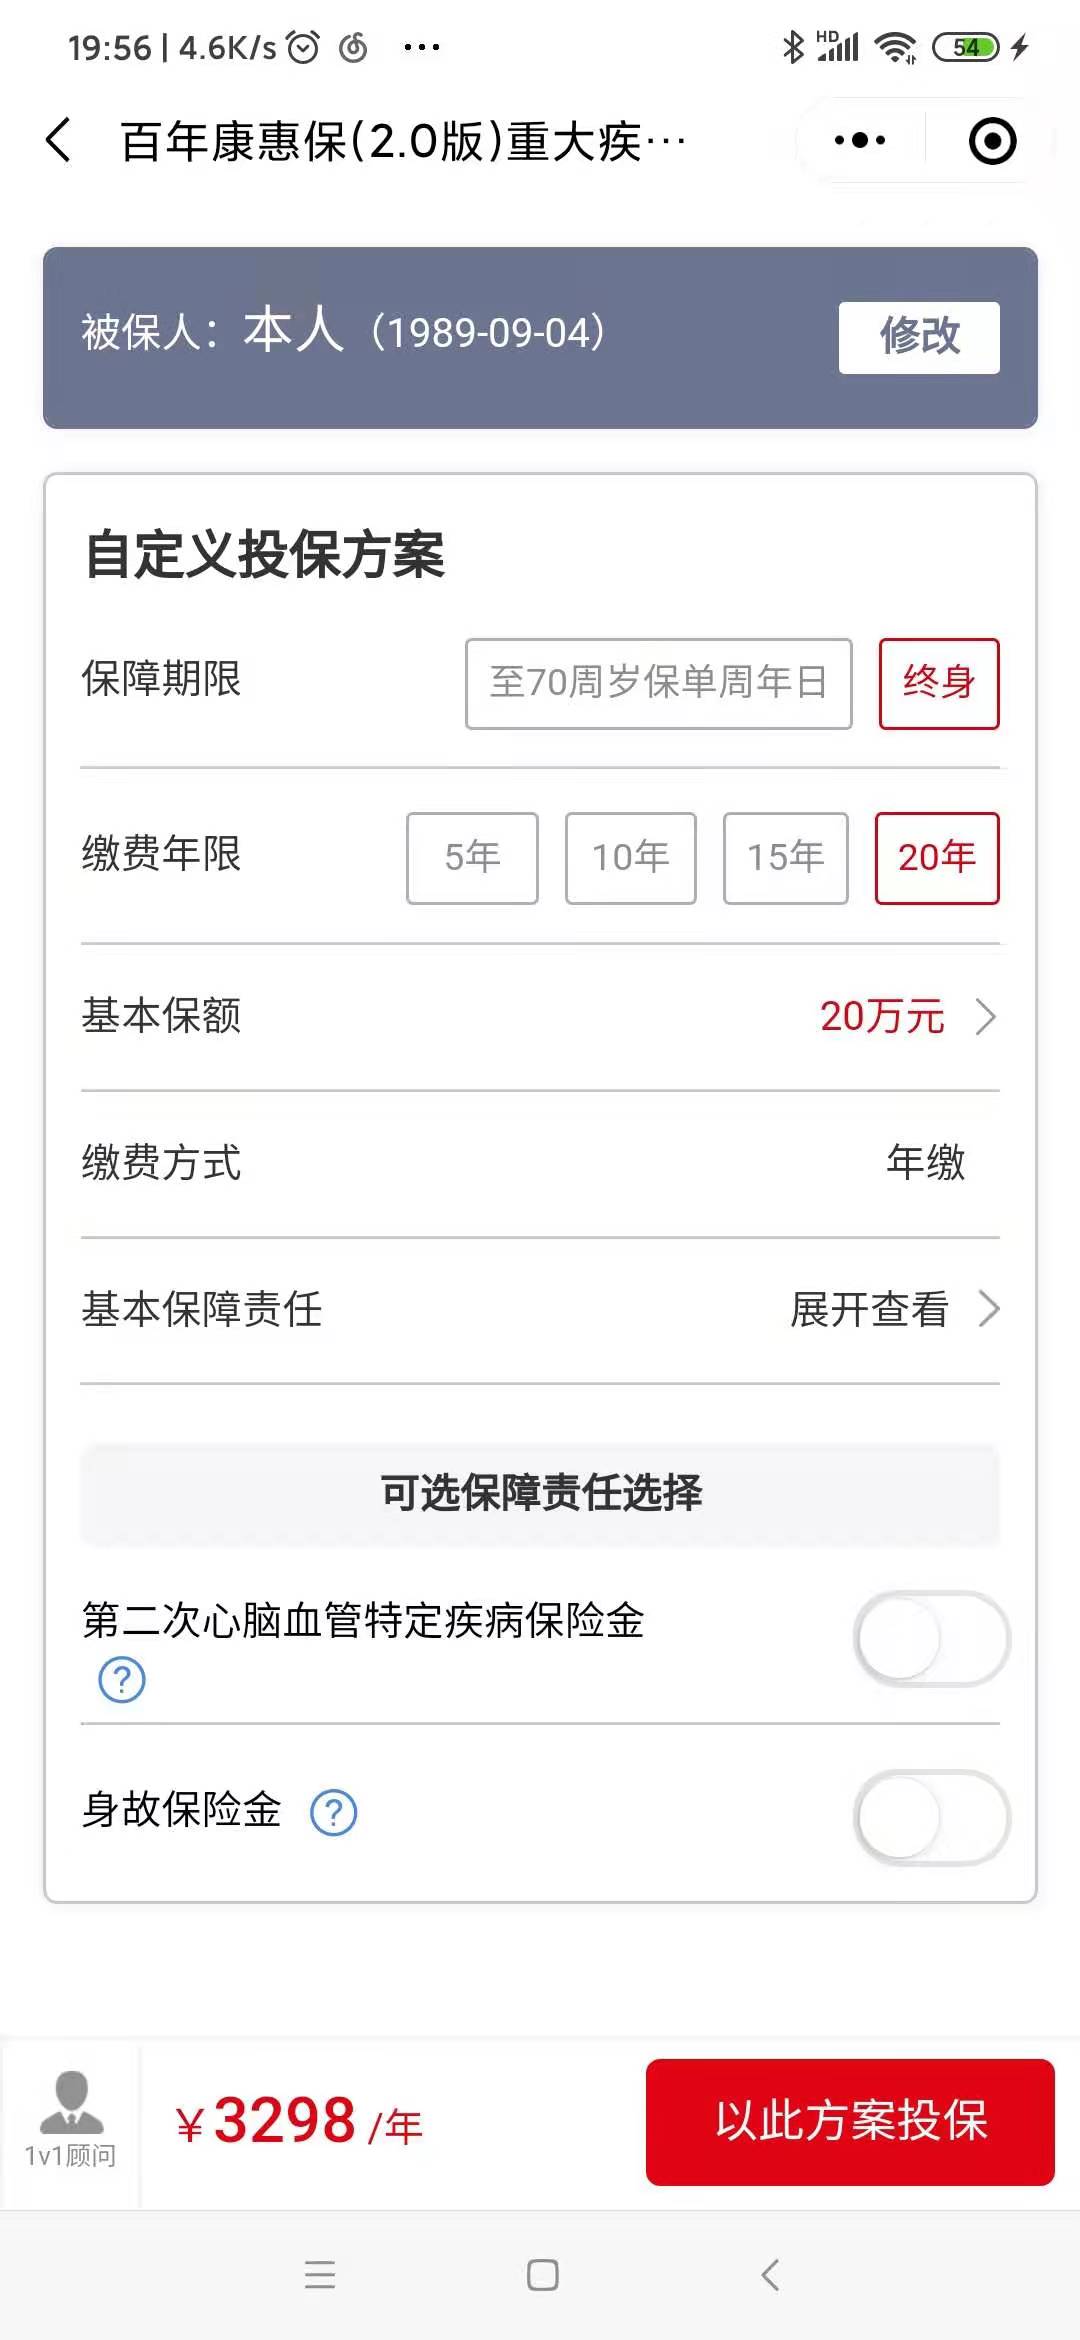 19:56 | 4.6K/s ...
HD 54
百年康惠保(2.0版)重大疾…
被保人：本人（1989-09-04） 修改
自定义投保方案
保障期限 至70周岁保单周年日 终身
缴费年限 5年 10年 15年 20年
基本保额 20万元
缴费方式 年缴
基本保障责任 展开查看
可选保障责任选择
第二次心脑血管特定疾病保险金
?
身故保险金 ?
1v1顾问 ￥3298 /年 以此方案投保